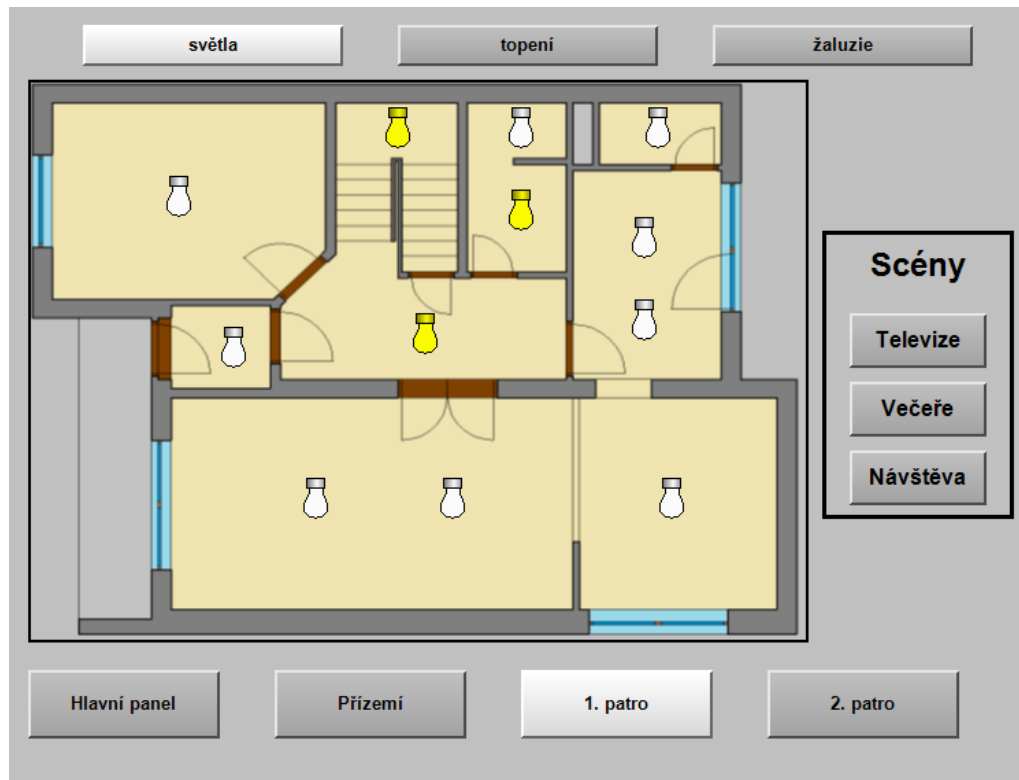 světla
topení
žaluzie
Scény
Televize
Večeře
Návštěva
Hlavní panel
Přízemí
1. patro
2. patro